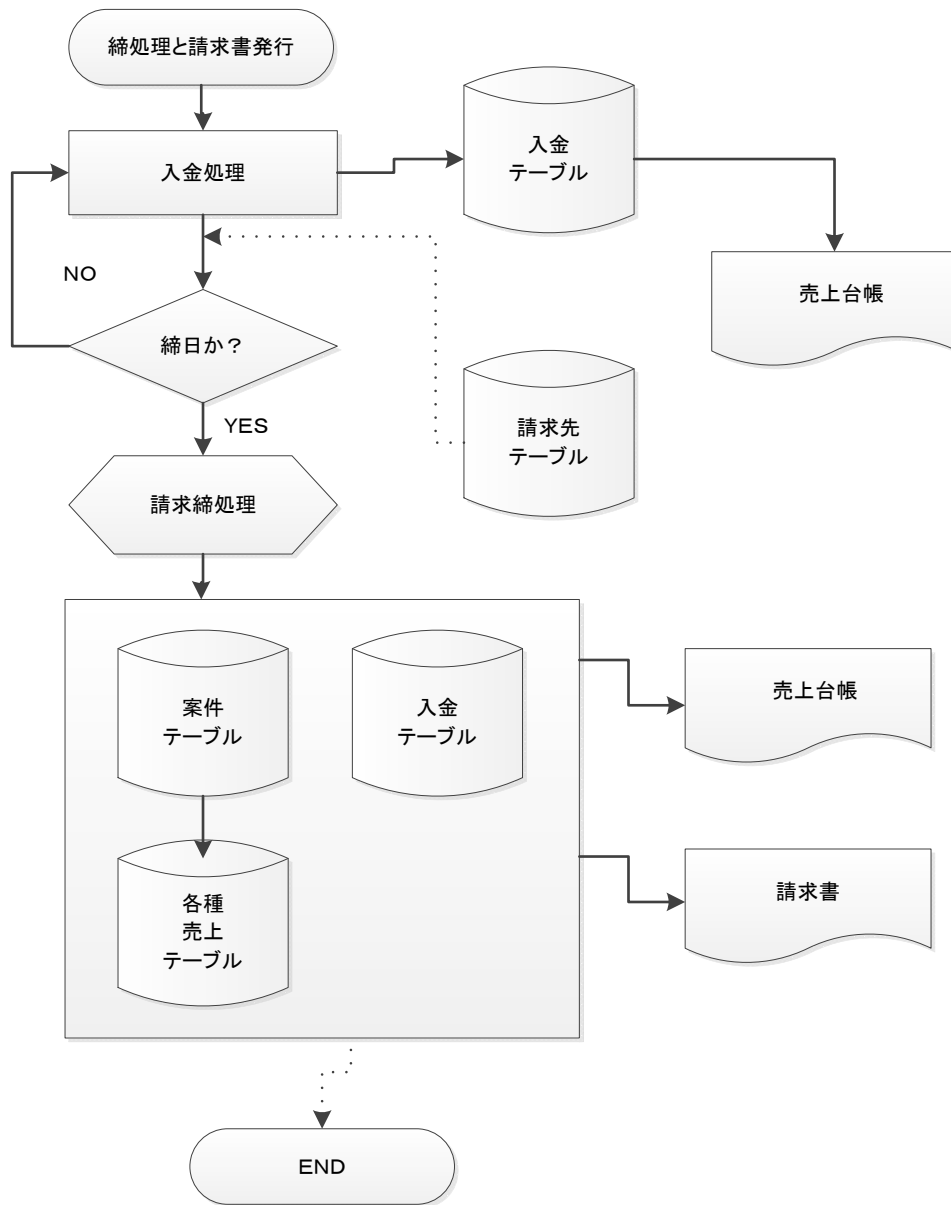 締処理と請求書発行
入金処理
入金
テーブル
売上台帳
NO
締日か？
請求先
テーブル
YES
請求締処理
案件
テーブル
入金
テーブル
売上台帳
各種
売上
テーブル
請求書
END